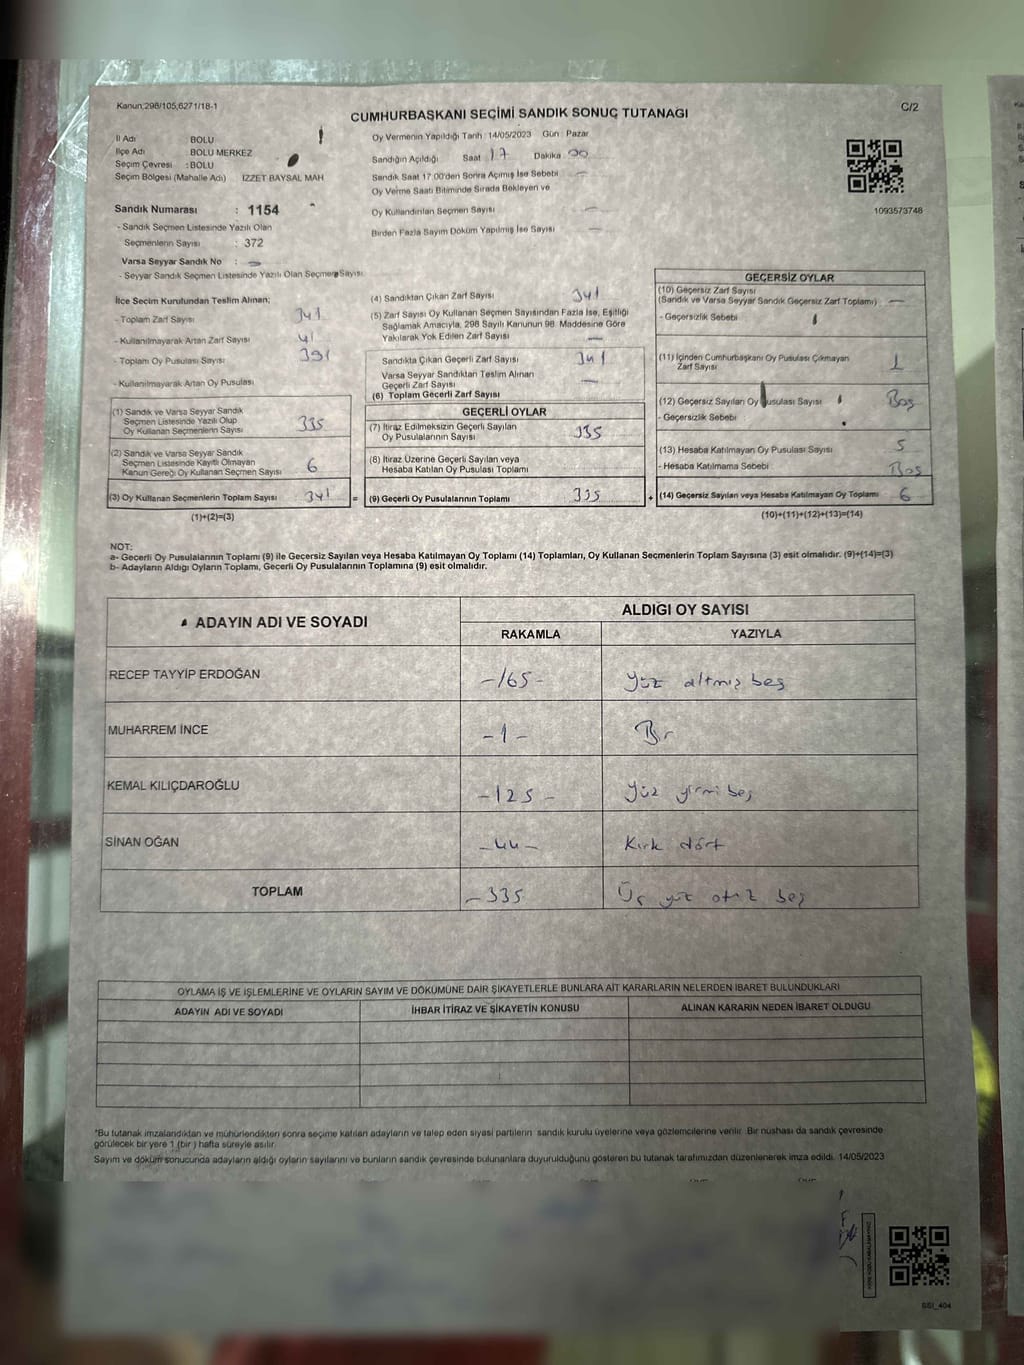 Kanun;298/105,6271/18-1
C/2
CUMHURBAŞKANI SEÇİMİ SANDIK SONUÇ TUTANAĞI
İl Adı BOLU
İlçe Adı BOLU MERKEZ
Seçim Çevresi : BOLU
Seçim Bölgesi (Mahalle Adı) İZZET BAYSAL MAH
Sandık Numarası : 1154
- Sandık Seçmen Listesinde Yazılı Olan
Seçmenlerin Sayısı : 372
Varsa Seyyar Sandık No : -
- Seyyar Sandık Seçmen Listesinde Yazılı Olan Seçmen Sayısı:
Oy Vermenin Yapıldığı Tarih :14/05/2023 Gün : Pazar
Sandığın Açıldığı Saat 17 Dakika 00
Sandık Saat 17:00'den Sonra Açımış İse Sebebi -
Oy Verme Saati Bitiminde Sırada Bekleyen ve
Oy Kullandırılan Seçmen Sayısı -
Birden Fazla Sayım Döküm Yapılmış İse Sayısı -
1093573748
İlçe Seçim Kurulundan Teslim Alınan;
- Toplam Zarf Sayısı 341
- Kullanılmayarak Artan Zarf Sayısı 41
- Toplam Oy Pusulası Sayısı 391
- Kullanılmayarak Artan Oy Pusulası
(1) Sandık ve Varsa Seyyar Sandık
Seçmen Listesinde Yazılı Olup
Oy Kullanan Seçmenlerin Sayısı 335
(2) Sandık ve Varsa Seyyar Sandık
Seçmen Listesinde Kayıtlı Olmayan
Kanun Gereği Oy Kullanan Seçmen Sayısı 6
(3) Oy Kullanan Seçmenlerin Toplam Sayısı 341
(1)+(2)=(3)
(4) Sandıktan Çıkan Zarf Sayısı 341
(5) Zarf Sayısı Oy Kullanan Seçmen Sayısından Fazla İse, Eşitliği
Sağlamak Amacıyla, 298 Sayılı Kanunun 98. Maddesine Göre
Yakılarak Yok Edilen Zarf Sayısı -
Sandıkta Çıkan Geçerli Zarf Sayısı 341
Varsa Seyyar Sandıktan Teslim Alınan
Geçerli Zarf Sayısı -
(6) Toplam Geçerli Zarf Sayısı
GEÇERLİ OYLAR
(7) İtiraz Edilmeksizin Geçerli Sayılan
Oy Pusulalarının Sayısı 335
(8) İtiraz Üzerine Geçerli Sayılan veya
Hesaba Katılan Oy Pusulası Toplamı
= (9) Geçerli Oy Pusulalarının Toplamı 335
GEÇERSİZ OYLAR
(10) Geçersiz Zarf Sayısı
(Sandık ve Varsa Seyyar Sandık Geçersiz Zarf Toplamı) -
- Geçersizlik Sebebi
(11) İçinden Cumhurbaşkanı Oy Pusulası Çıkmayan
Zarf Sayısı 1
(12) Geçersiz Sayılan Oy Pusulası Sayısı Boş
- Geçersizlik Sebebi
(13) Hesaba Katılmayan Oy Pusulası Sayısı 5
- Hesaba Katılmama Sebebi Boş
+ (14) Geçersiz Sayılan veya Hesaba Katılmayan Oy Toplamı 6
(10)+(11)+(12)+(13)=(14)
NOT:
a- Geçerli Oy Pusulalarının Toplamı (9) ile Geçersiz Sayılan veya Hesaba Katılmayan Oy Toplamı (14) Toplamları, Oy Kullanan Seçmenlerin Toplam Sayısına (3) eşit olmalıdır. (9)+(14)=(3)
b- Adayların Aldığı Oyların Toplamı, Geçerli Oy Pusulalarının Toplamına (9) eşit olmalıdır.
ADAYIN ADI VE SOYADI
ALDIĞI OY SAYISI
RAKAMLA YAZIYLA
RECEP TAYYİP ERDOĞAN -165- Yüz altmış beş
MUHARREM İNCE -1- Bir
KEMAL KILIÇDAROĞLU -125- Yüz yirmi beş
SİNAN OĞAN -44- Kırk dört
TOPLAM -335 Üç yüz otuz beş
OYLAMA İŞ VE İŞLEMLERİNE VE OYLARIN SAYIM VE DÖKÜMÜNE DAİR ŞİKAYETLERLE BUNLARA AİT KARARLARIN NELERDEN İBARET BULUNDUKLARI
ADAYIN ADI VE SOYADI İHBAR İTİRAZ VE ŞİKAYETİN KONUSU ALINAN KARARIN NEDEN İBARET OLDUĞU
*Bu tutanak imzalandıktan ve mühürlendikten sonra seçime katılan adayların ve talep eden siyasi partilerin sandık kurulu üyelerine veya gözlemcilerine verilir. Bir nüshası da sandık çevresinde
görülecek bir yere 1 (bir) hafta süreyle asılır.
Sayım ve döküm sonucunda adayların aldığı oyların sayılarını ve bunların sandık çevresinde bulunanlara duyurulduğunu gösteren bu tutanak tarafımızdan düzenlenerek imza edildi. 14/05/2023
SSI_404